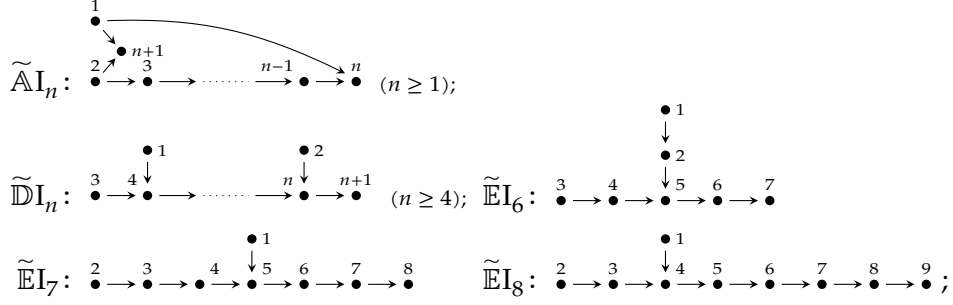 1
n+1
2 3 n−1 n
𝔸̃I_n: (n ≥ 1);
1
1 2 2
3 4 n n+1 3 4 5 6 7
𝔻̃I_n: (n ≥ 4); 𝔼̃I_6:
1 1
2 3 4 5 6 7 8 2 3 4 5 6 7 8 9
𝔼̃I_7: 𝔼̃I_8: ;